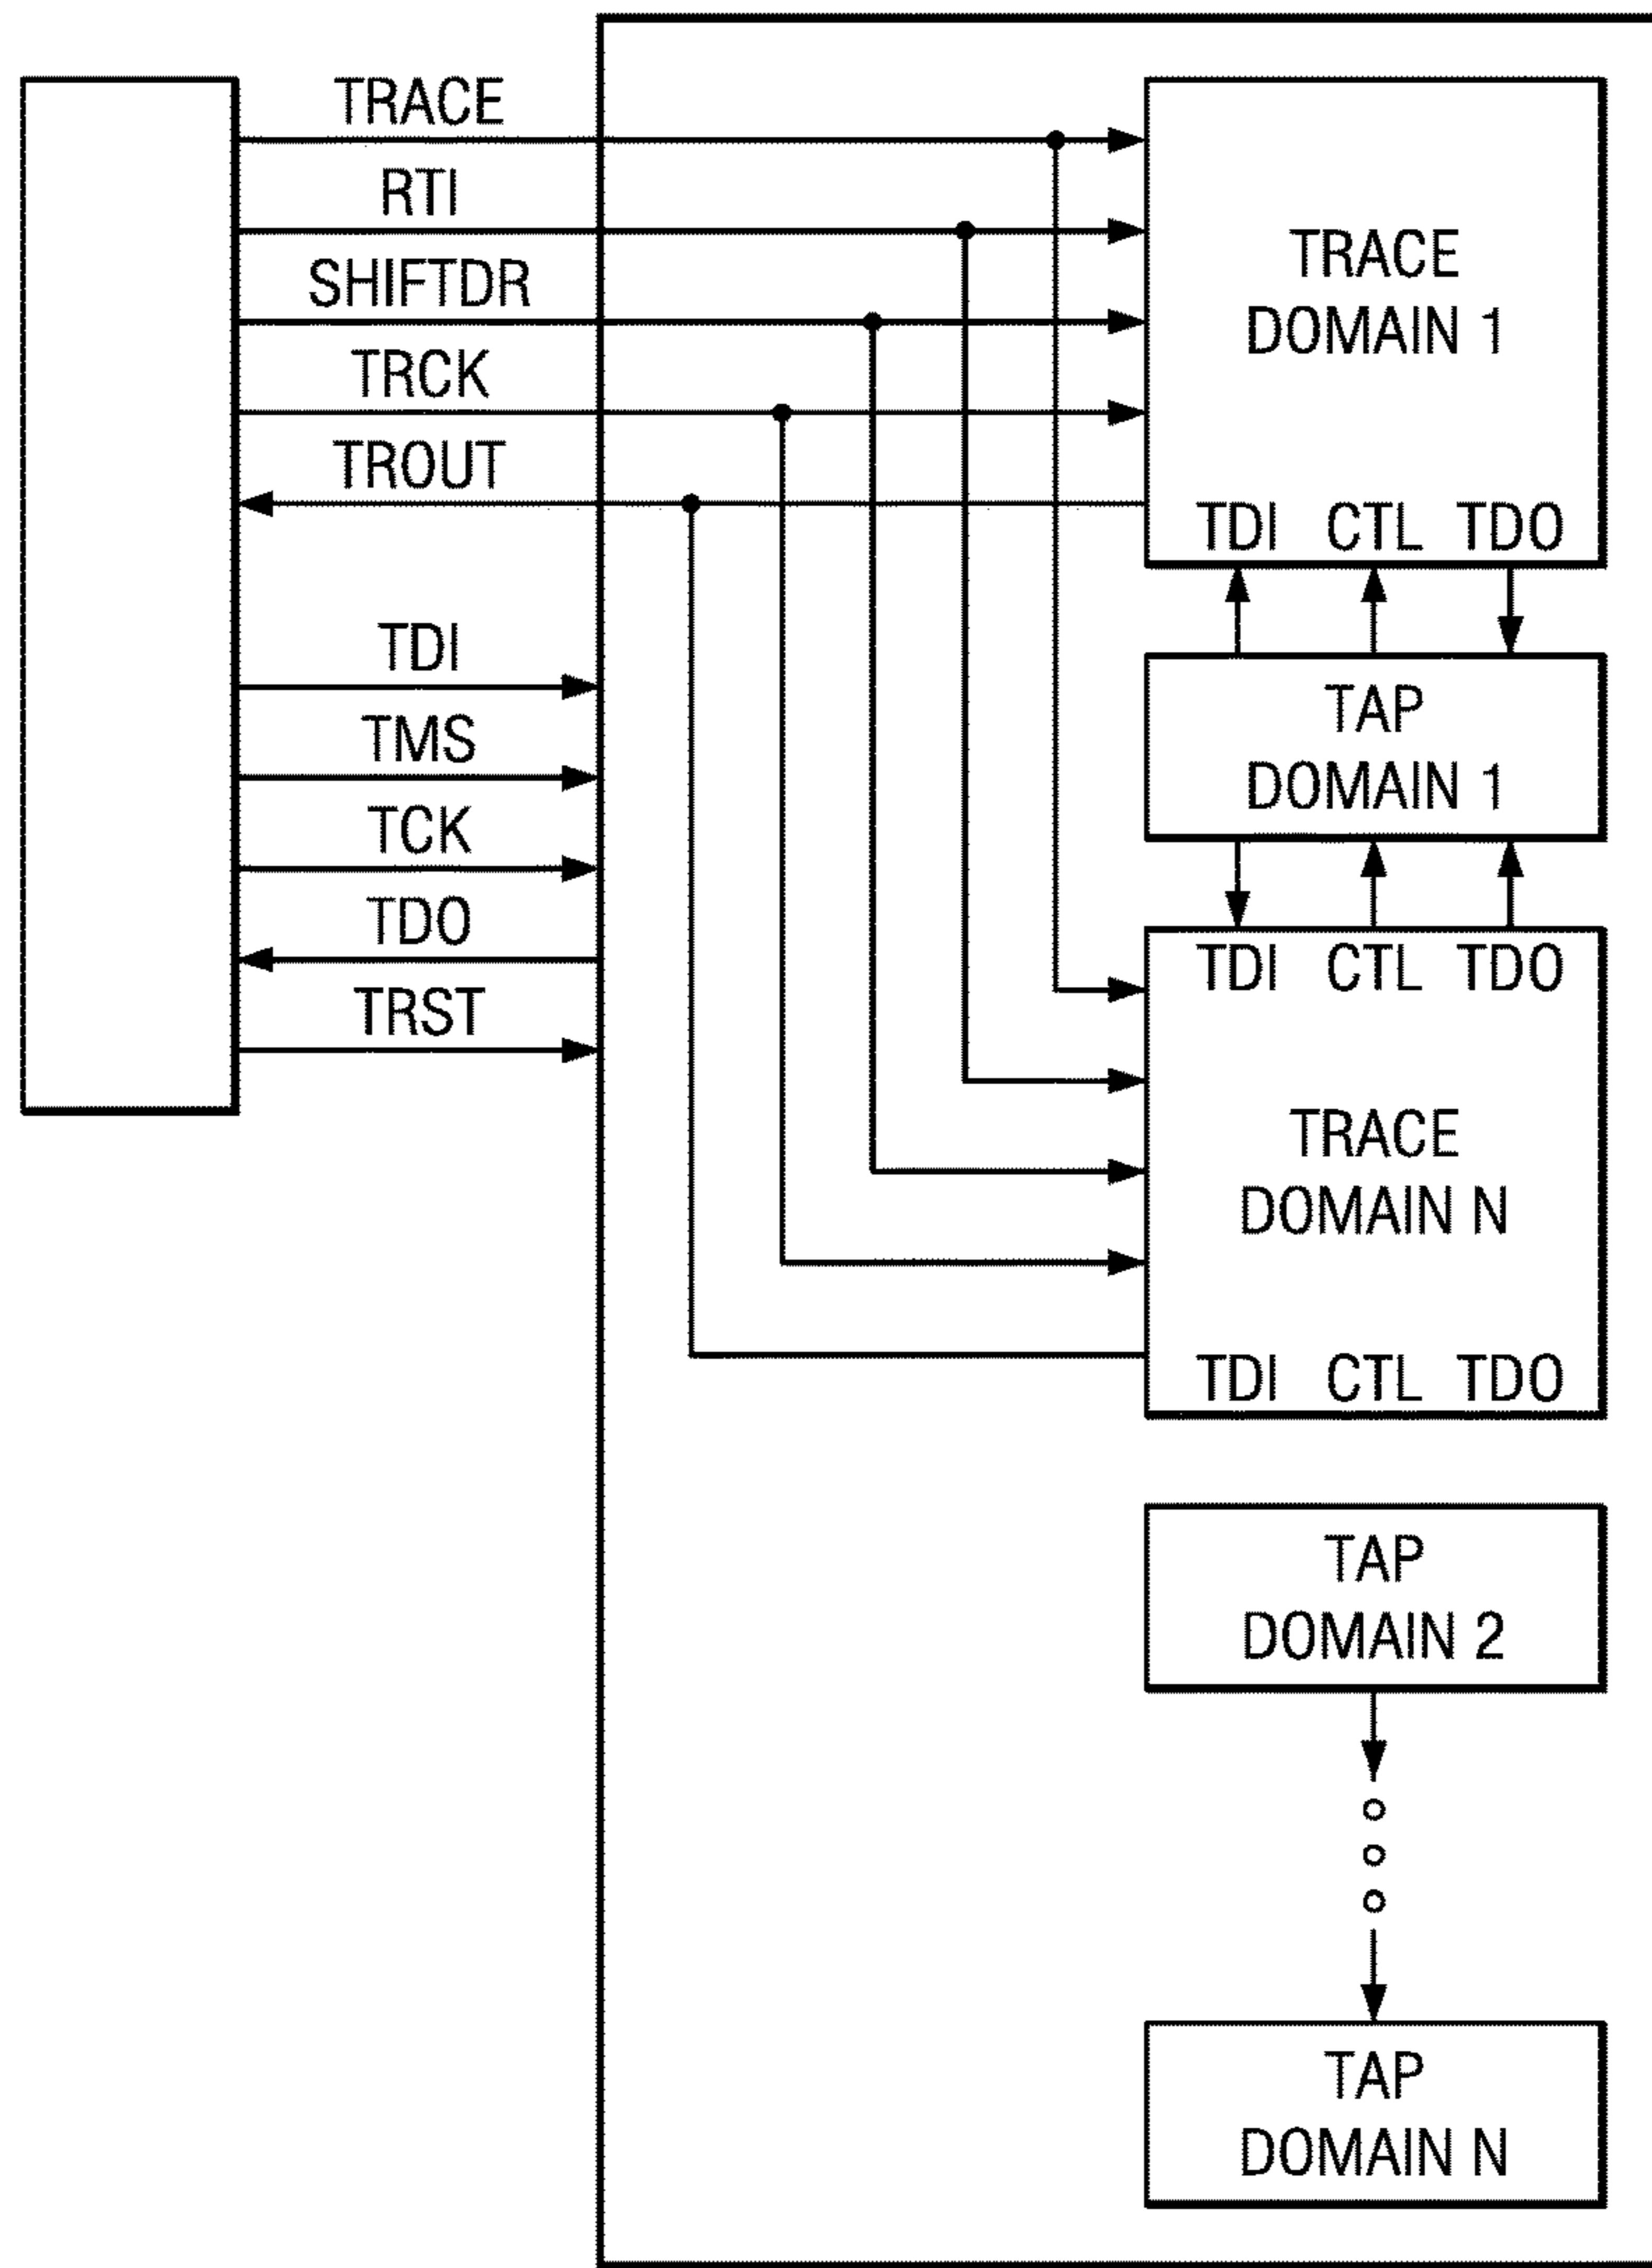 TRACE
RTI
SHIFTDR
TRCK
TROUT
TDI
TMS
TCK
TDO
TRST
TRACE
DOMAIN 1
TDI CTL TDO
TAP
DOMAIN 1
TDI CTL TDO
TRACE
DOMAIN N
TDI CTL TDO
TAP
DOMAIN 2
TAP
DOMAIN N